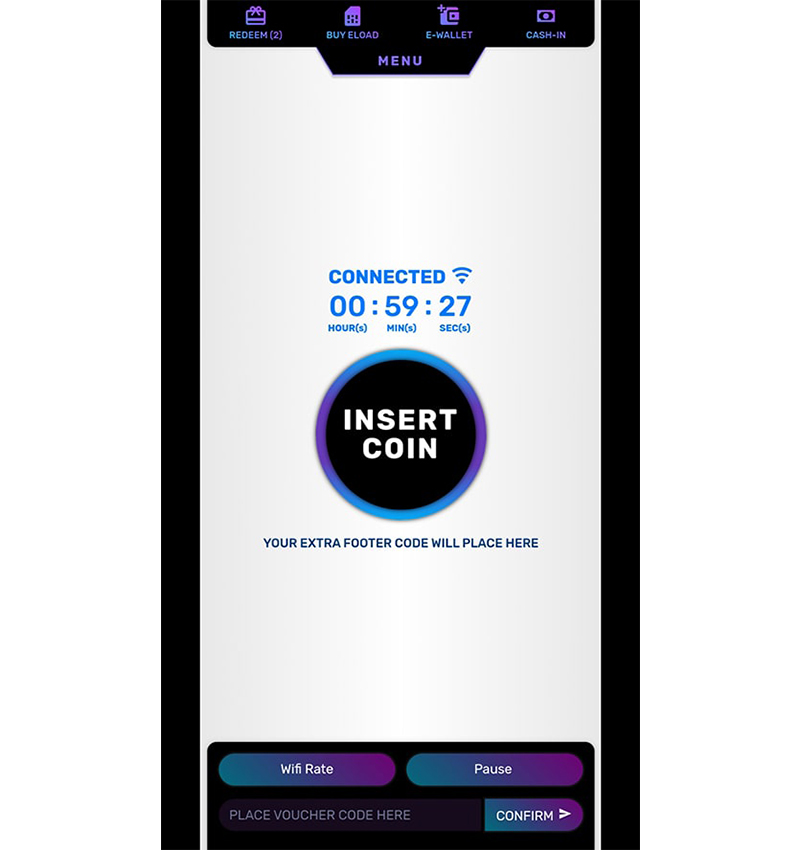 REDEEM (2) BUY ELOAD E-WALLET CASH-IN
MENU
CONNECTED
00 : 59 : 27
HOUR(s) MIN(s) SEC(s)
INSERT
COIN
YOUR EXTRA FOOTER CODE WILL PLACE HERE
Wifi Rate Pause
PLACE VOUCHER CODE HERE CONFIRM